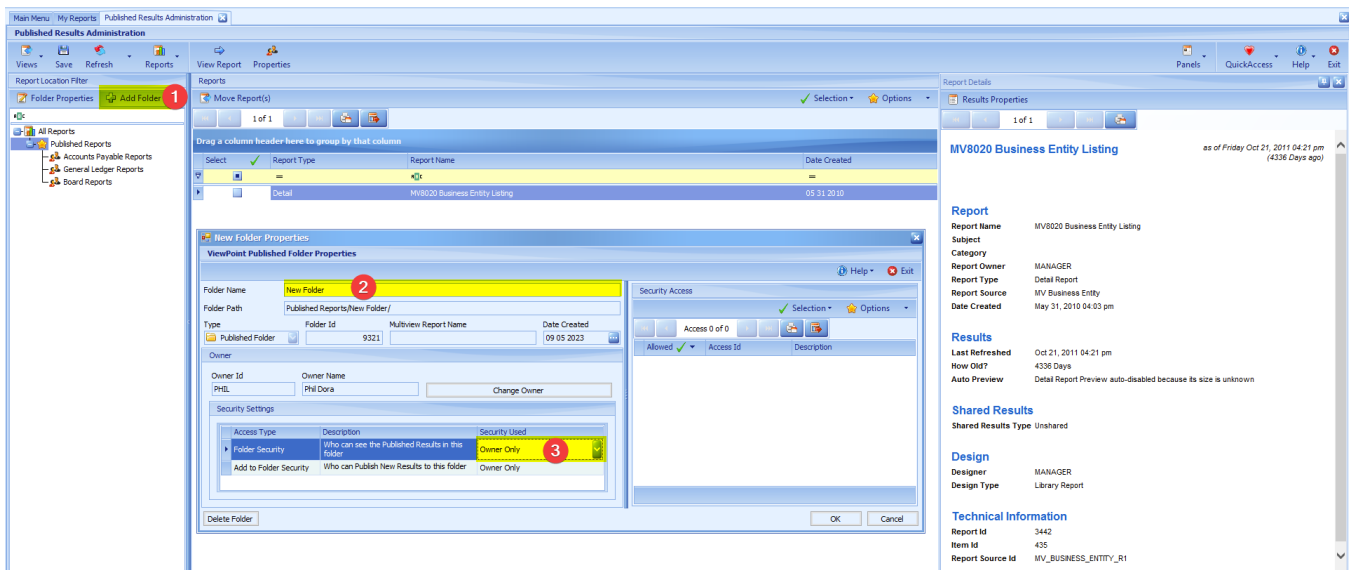 Main Menu My Reports Published Results Administration
Published Results Administration
Views Save Refresh Reports View Report Properties Panels QuickAccess Help Exit
Report Location Filter
Folder Properties Add Folder 1
All Reports
Published Reports
Accounts Payable Reports
General Ledger Reports
Board Reports
Reports
Move Report(s) Selection Options
1 of 1
Drag a column header here to group by that column
Select Report Type Report Name Date Created
= =
Detail MV8020 Business Entity Listing 05 31 2010
New Folder Properties
ViewPoint Published Folder Properties
Help Exit
Folder Name New Folder 2
Folder Path Published Reports/New Folder/
Type Folder Id Multiview Report Name Date Created
Published Folder 9321 09 05 2023
Owner
Owner Id Owner Name
PHIL Phil Dora Change Owner
Security Settings
Access Type Description Security Used
Folder Security Who can see the Published Results in this folder Owner Only 3
Add to Folder Security Who can Publish New Results to this folder Owner Only
Security Access
Selection Options
Access 0 of 0
Allowed Access Id Description
Delete Folder OK Cancel
Report Details
Results Properties
1 of 1
MV8020 Business Entity Listing as of Friday Oct 21, 2011 04:21 pm
(4336 Days ago)
Report
Report Name MV8020 Business Entity Listing
Subject
Category
Report Owner MANAGER
Report Type Detail Report
Report Source MV Business Entity
Date Created May 31, 2010 04:03 pm
Results
Last Refreshed Oct 21, 2011 04:21 pm
How Old? 4336 Days
Auto Preview Detail Report Preview auto-disabled because its size is unknown
Shared Results
Shared Results Type Unshared
Design
Designer MANAGER
Design Type Library Report
Technical Information
Report Id 3442
Item Id 435
Report Source Id MV_BUSINESS_ENTITY_R1